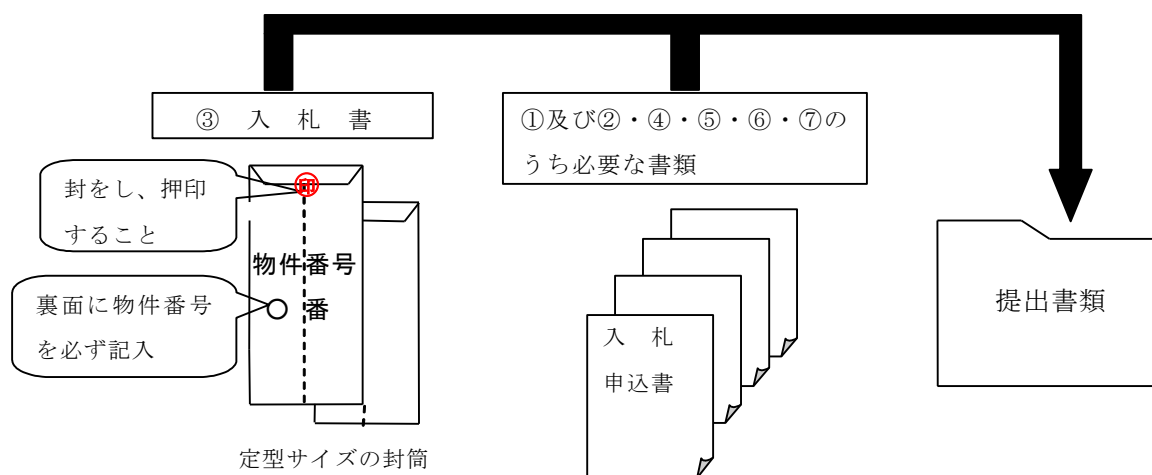 ③ 入 札 書
①及び②・④・⑤・⑥・⑦の
うち必要な書類
封をし、押印
すること
印
物件番号
○ 番
裏面に物件番号
を必ず記入
定型サイズの封筒
入 札
申込書
提出書類